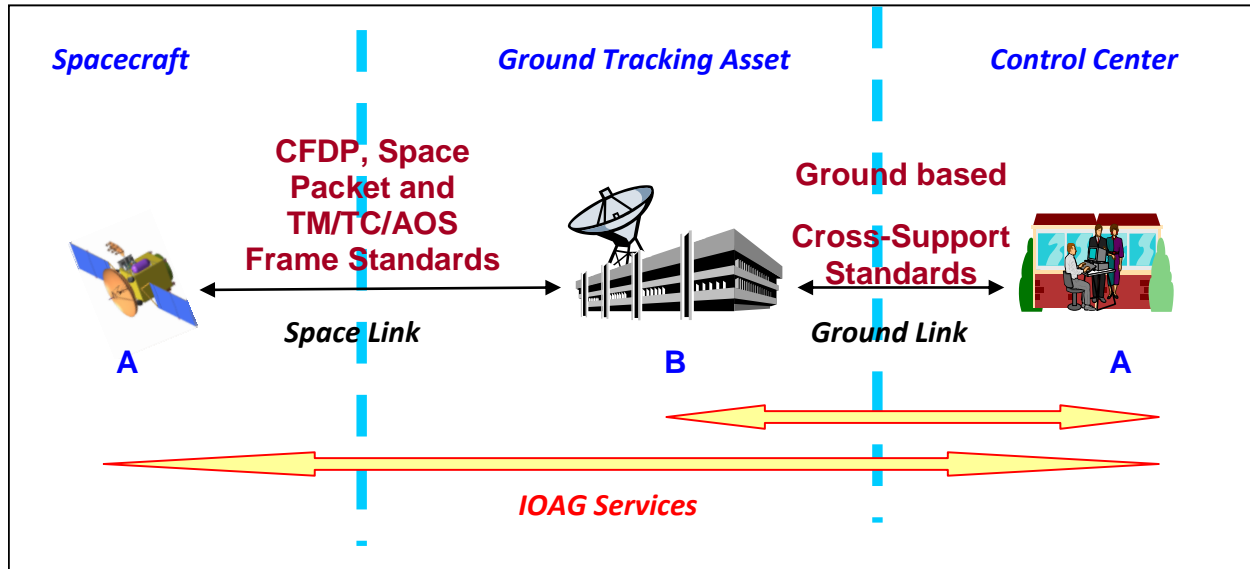 Spacecraft
Ground Tracking Asset
Control Center
CFDP, Space
Packet and
TM/TC/AOS
Frame Standards
Ground based
Cross-Support
Standards
Space Link
Ground Link
A
B
A
IOAG Services